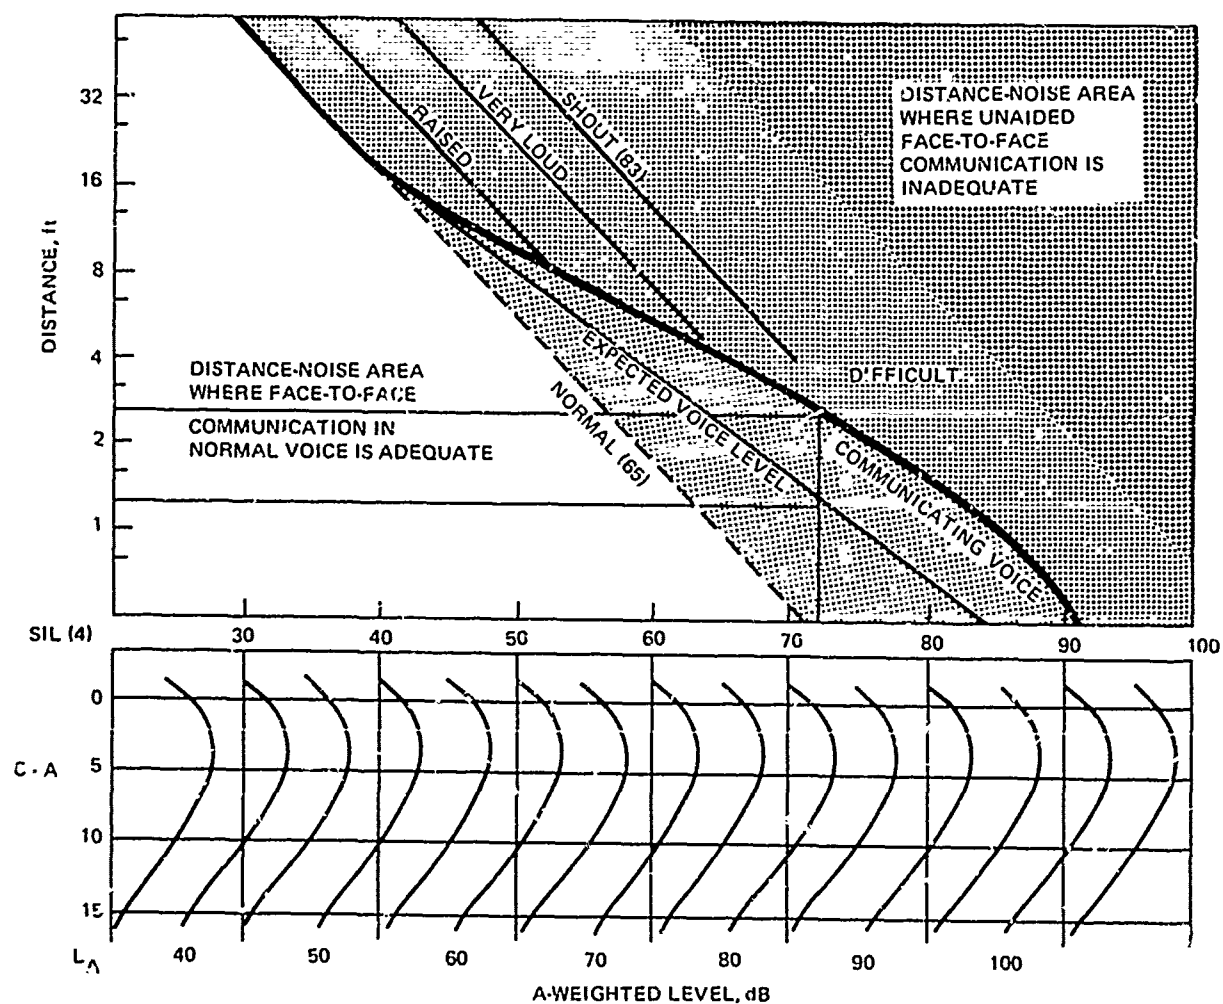 32
16
8
4
2
1
DISTANCE, ft
DISTANCE-NOISE AREA
WHERE UNAIDED
FACE-TO-FACE
COMMUNICATION IS
INADEQUATE
RAISED
VERY LOUD
SHOUT (83)
D'FFICULT
DISTANCE-NOISE AREA
WHERE FACE-TO-FACE
COMMUNICATION IN
NORMAL VOICE IS ADEQUATE
EXPECTED VOICE LEVEL
NORMAL (65)
COMMUNICATING VOICE
SIL (4) 30 40 50 60 70 80 90 100
0
C - A 5
10
15
LA 40 50 60 70 80 90 100
A-WEIGHTED LEVEL, dB